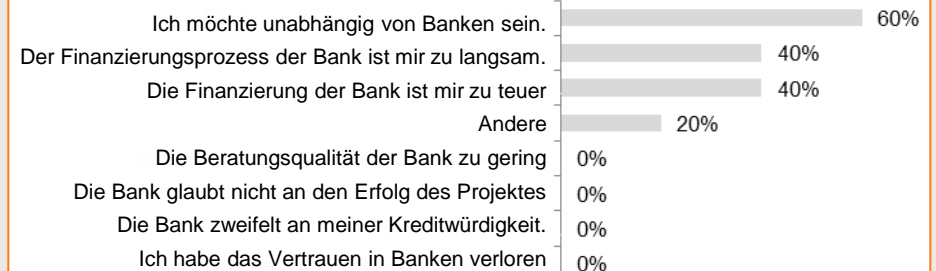 Ich möchte unabhängig von Banken sein. 60%
Der Finanzierungsprozess der Bank ist mir zu langsam. 40%
Die Finanzierung der Bank ist mir zu teuer 40%
Andere 20%
Die Beratungsqualität der Bank zu gering 0%
Die Bank glaubt nicht an den Erfolg des Projektes 0%
Die Bank zweifelt an meiner Kreditwürdigkeit. 0%
Ich habe das Vertrauen in Banken verloren 0%